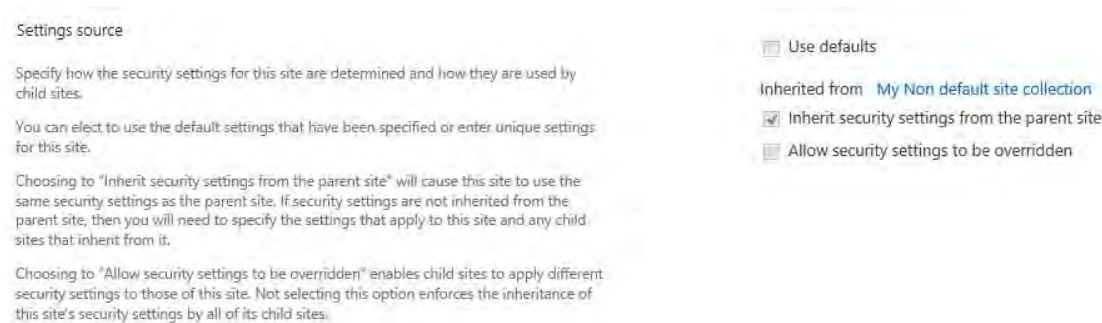 Settings source
Specify how the security settings for this site are determined and how they are used by
child sites.
You can elect to use the default settings that have been specified or enter unique settings
for this site.
Choosing to "Inherit security settings from the parent site" will cause this site to use the
same security settings as the parent site. If security settings are not inherited from the
parent site, then you will need to specify the settings that apply to this site and any child
sites that inherit from it.
Choosing to "Allow security settings to be overridden" enables child sites to apply different
security settings to those of this site. Not selecting this option enforces the inheritance of
this site's security settings by all of its child sites.
Use defaults
Inherited from My Non default site collection
Inherit security settings from the parent site
Allow security settings to be overridden